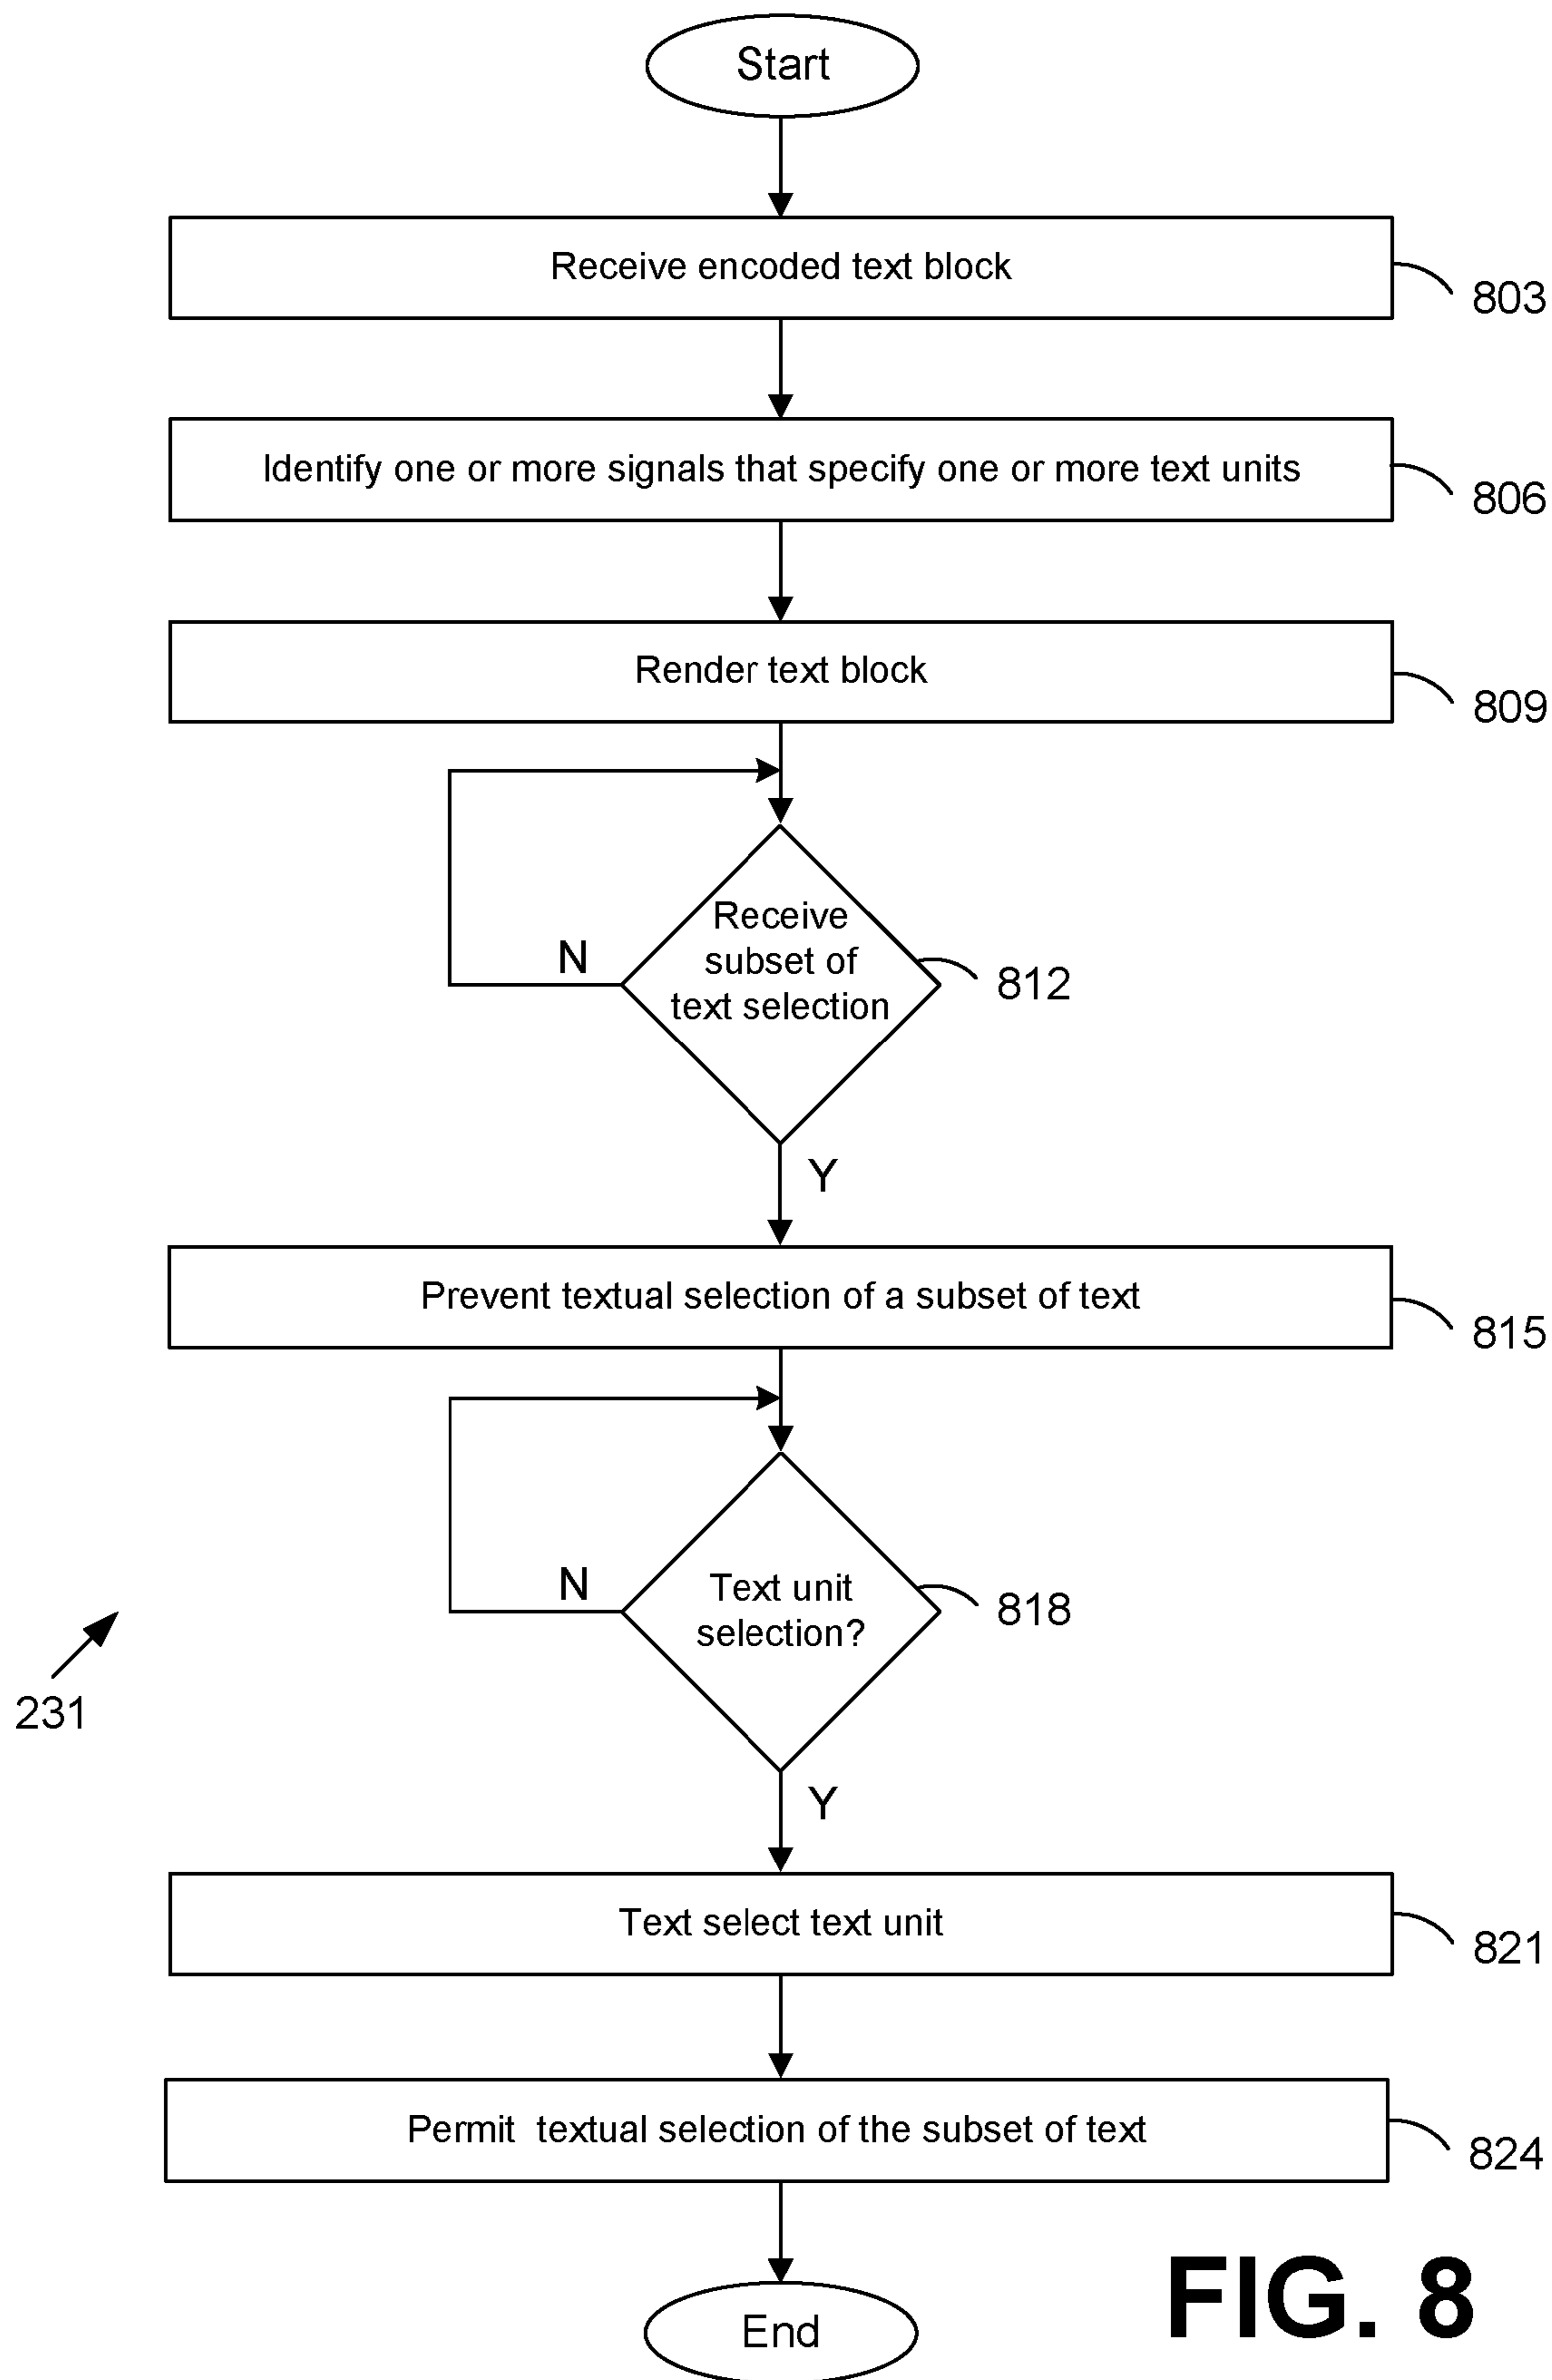 Start
Receive encoded text block
803
Identify one or more signals that specify one or more text units
806
Render text block
809
Receive
subset of
text selection
N
812
Y
Prevent textual selection of a subset of text
815
Text unit
selection?
N
818
231
Y
Text select text unit
821
Permit textual selection of the subset of text
824
End
FIG. 8